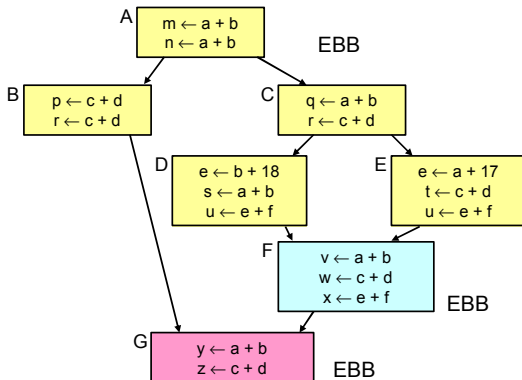 A
m ← a + b
n ← a + b
EBB
B
p ← c + d
r ← c + d
C
q ← a + b
r ← c + d
D
e ← b + 18
s ← a + b
u ← e + f
E
e ← a + 17
t ← c + d
u ← e + f
F
v ← a + b
w ← c + d
x ← e + f
EBB
G
y ← a + b
z ← c + d
EBB